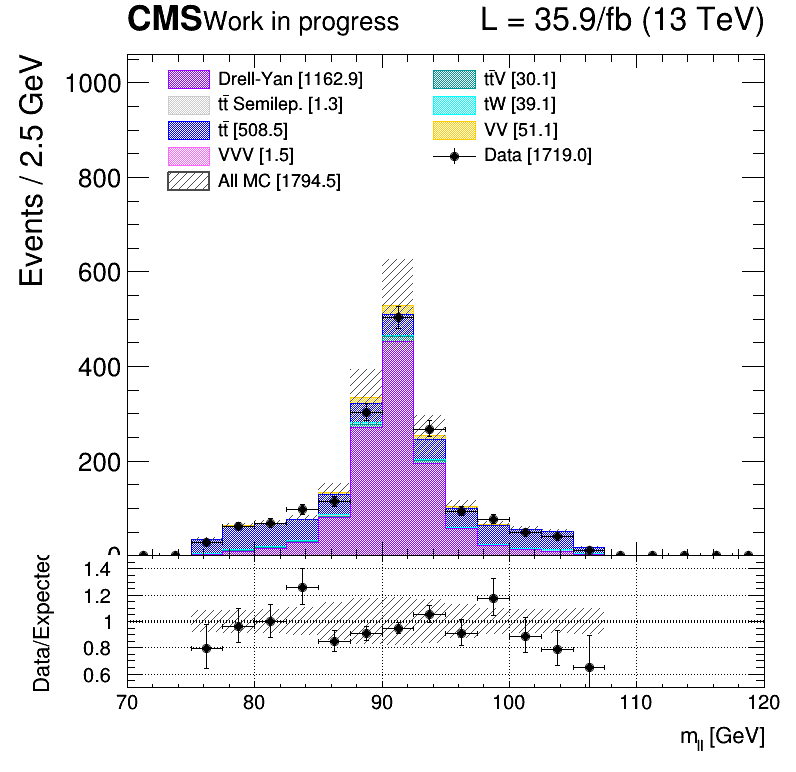 CMS Work in progress L = 35.9/fb (13 TeV)
Events / 2.5 GeV
1000
800
600
400
200
0
Drell-Yan [1162.9]
tt̄ Semilep. [1.3]
tt̄ [508.5]
VVV [1.5]
All MC [1794.5]
tt̄V [30.1]
tW [39.1]
VV [51.1]
Data [1719.0]
Data/Expected
1.4
1.2
1
0.8
0.6
70 80 90 100 110 120
m_ll [GeV]